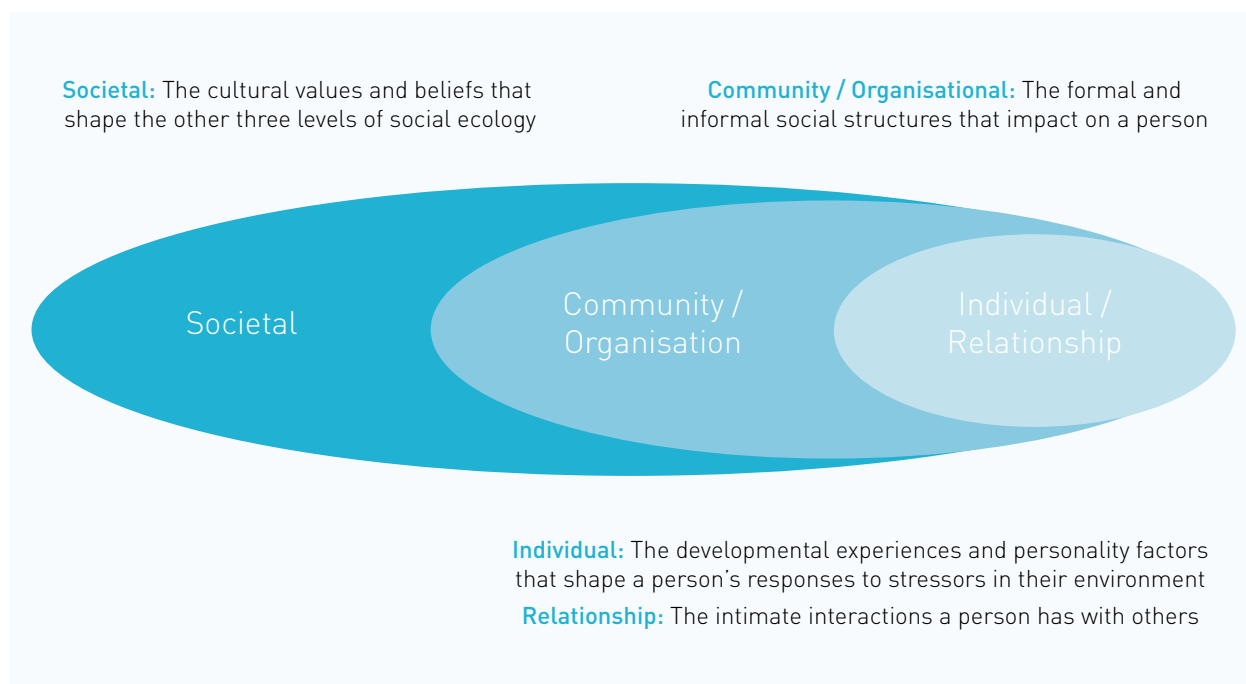 Societal: The cultural values and beliefs that
shape the other three levels of social ecology
Community / Organisational: The formal and
informal social structures that impact on a person
Societal
Community /
Organisation
Individual /
Relationship
Individual: The developmental experiences and personality factors
that shape a person’s responses to stressors in their environment
Relationship: The intimate interactions a person has with others